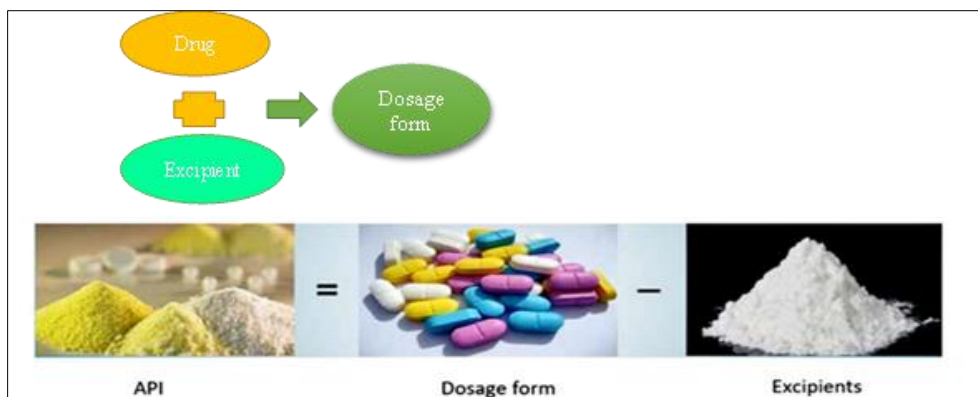 Drug
Dosage
form
Excipient
=
–
API
Dosage form
Excipients